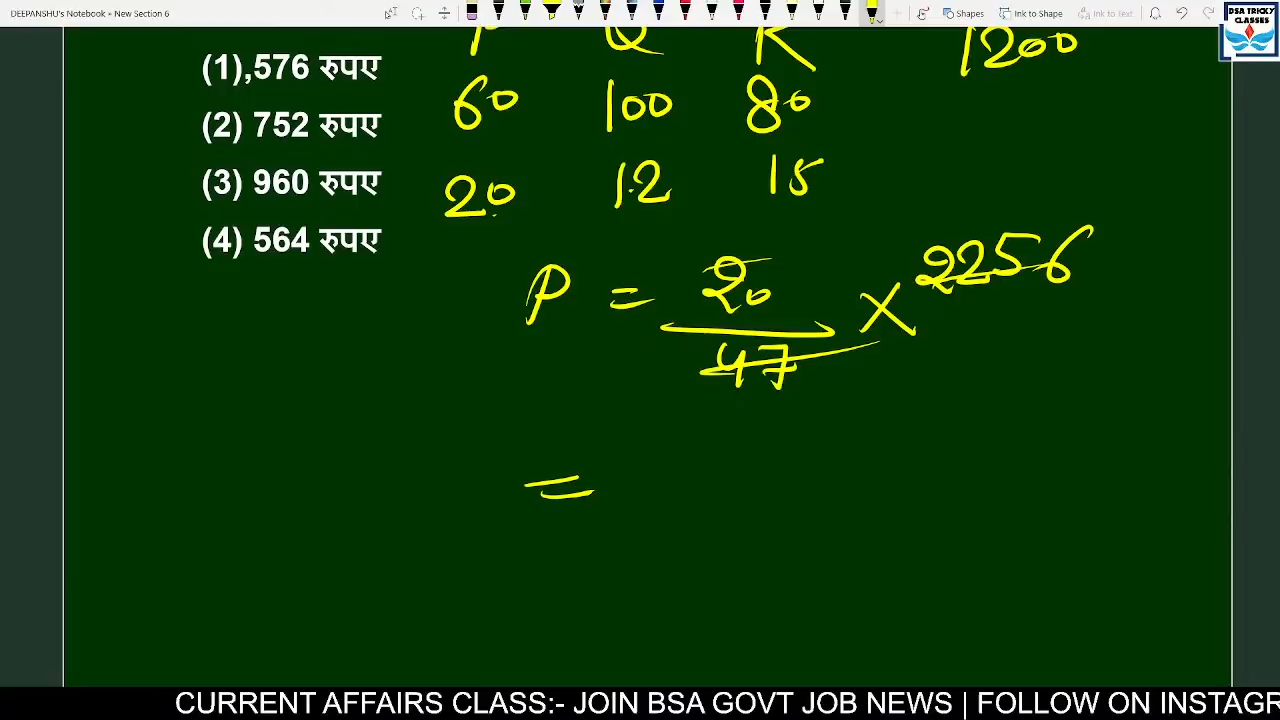 DEEPANSHU's Notebook » New Section 6
Shapes Ink to Shape Ink to Text
DSA TRICKY
CLASSES
P Q R 1200
(1),576 रुपए
60 100 80
(2) 752 रुपए
(3) 960 रुपए
20 12 15
(4) 564 रुपए
P = 20/47 × 2256
=
CURRENT AFFAIRS CLASS:- JOIN BSA GOVT JOB NEWS | FOLLOW ON INSTAGR